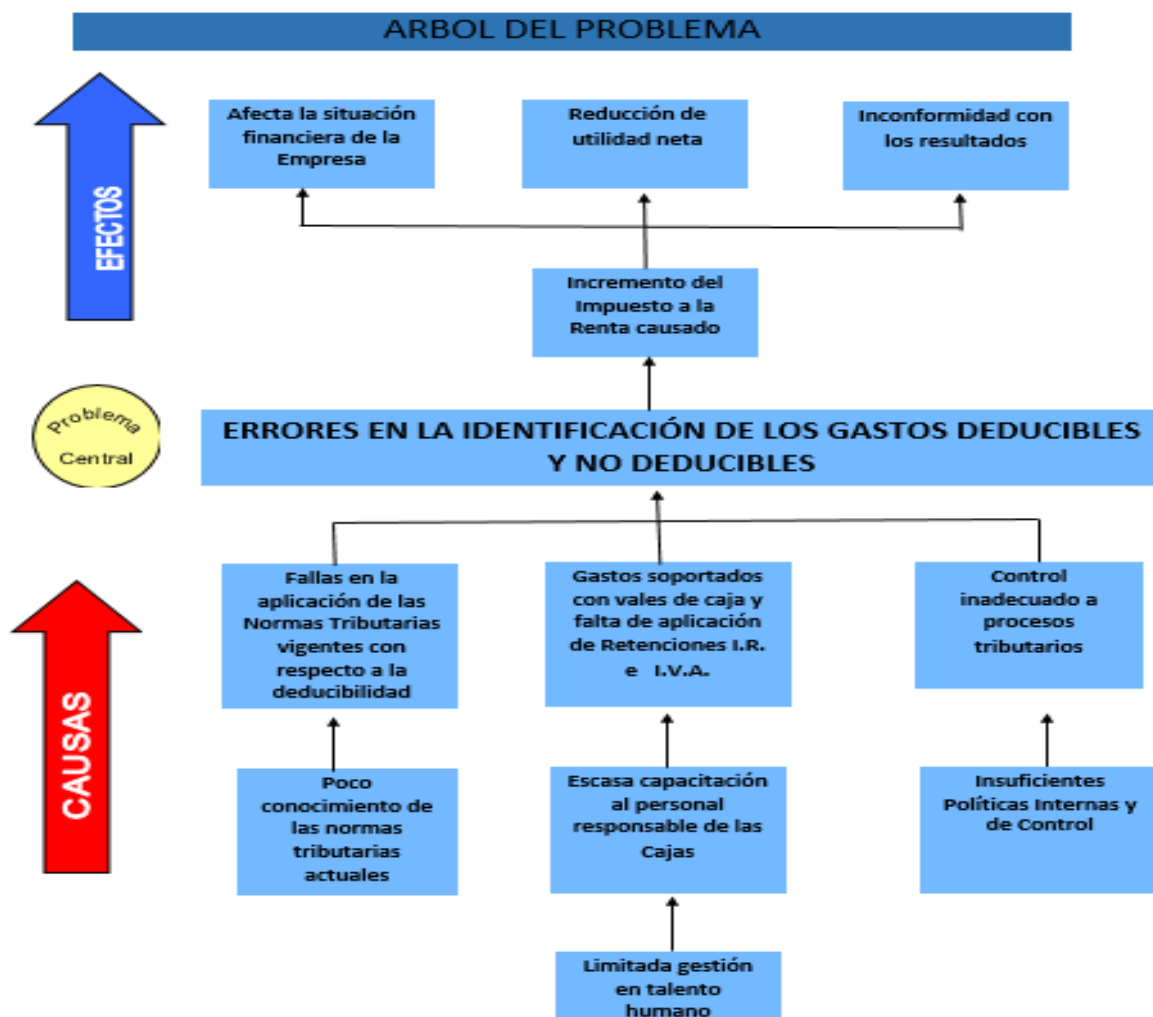 ARBOL DEL PROBLEMA
EFECTOS
Afecta la situación
financiera de la
Empresa
Reducción de
utilidad neta
Inconformidad con
los resultados
Incremento del
Impuesto a la
Renta causado
Problema
Central
ERRORES EN LA IDENTIFICACIÓN DE LOS GASTOS DEDUCIBLES
Y NO DEDUCIBLES
CAUSAS
Fallas en la
aplicación de las
Normas Tributarias
vigentes con
respecto a la
deducibilidad
Gastos soportados
con vales de caja y
falta de aplicación
de Retenciones I.R.
e I.V.A.
Control
inadecuado a
procesos
tributarios
Poco
conocimiento de
las normas
tributarias
actuales
Escasa capacitación
al personal
responsable de las
Cajas
Insuficientes
Políticas Internas y
de Control
Limitada gestión
en talento
humano